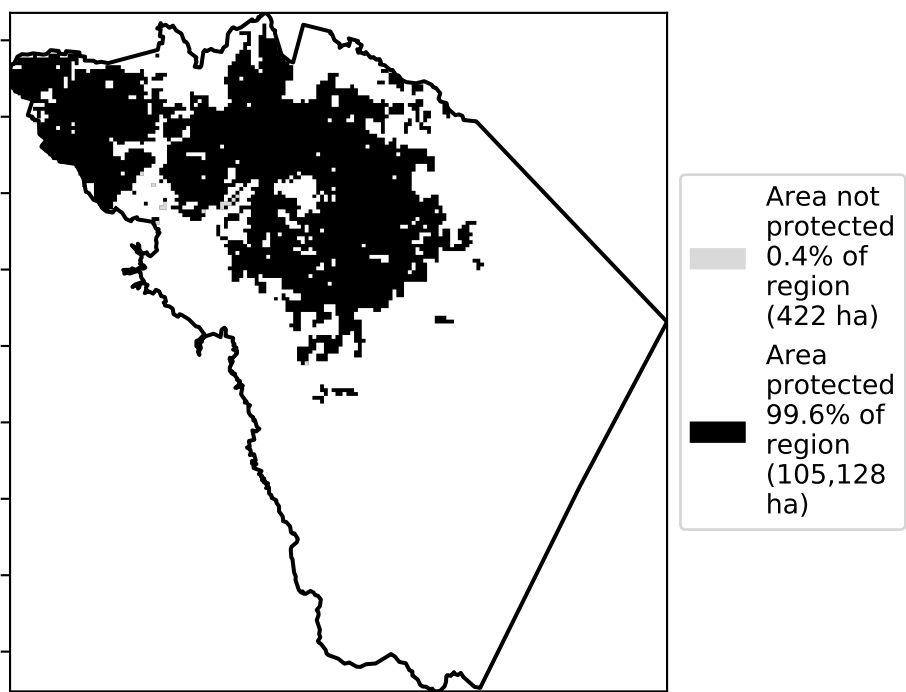 Area not
protected
0.4% of
region
(422 ha)
Area
protected
99.6% of
region
(105,128
ha)